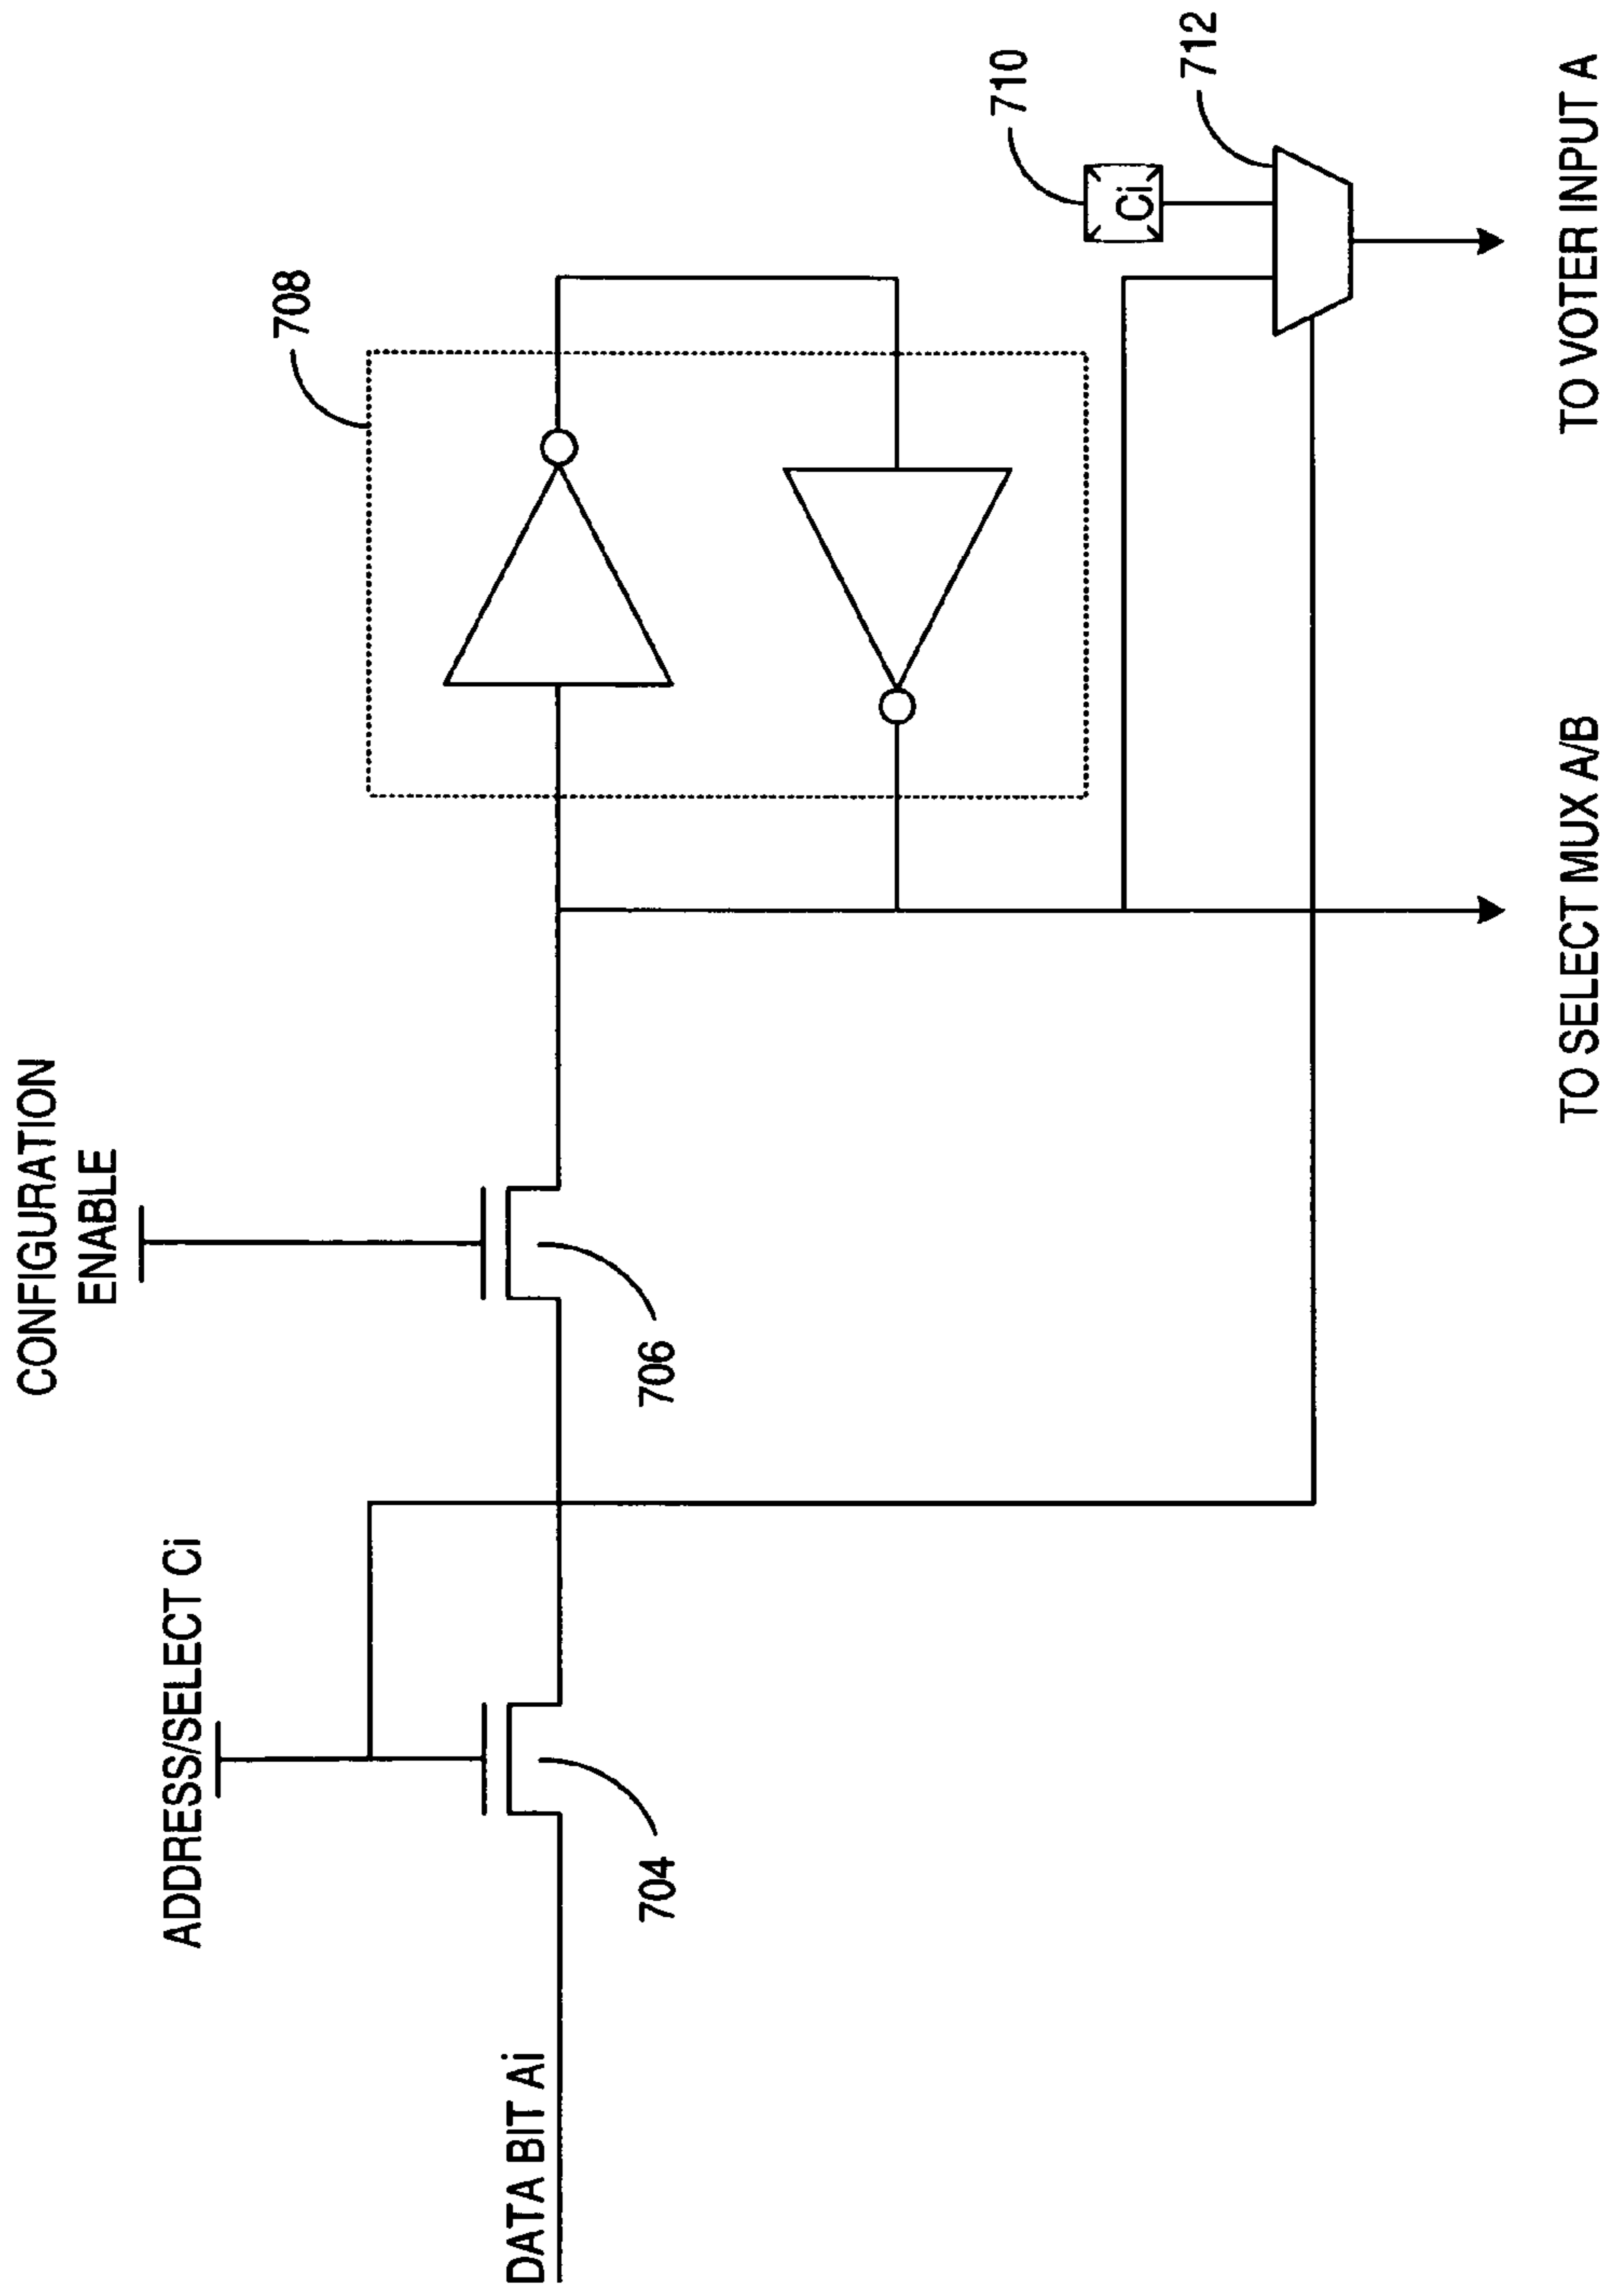 CONFIGURATION
ENABLE
ADDRESS/SELECT Ci
DATA BIT Ai
704
706
708
710
Ci
712
TO SELECT MUX A/B
TO VOTER INPUT A